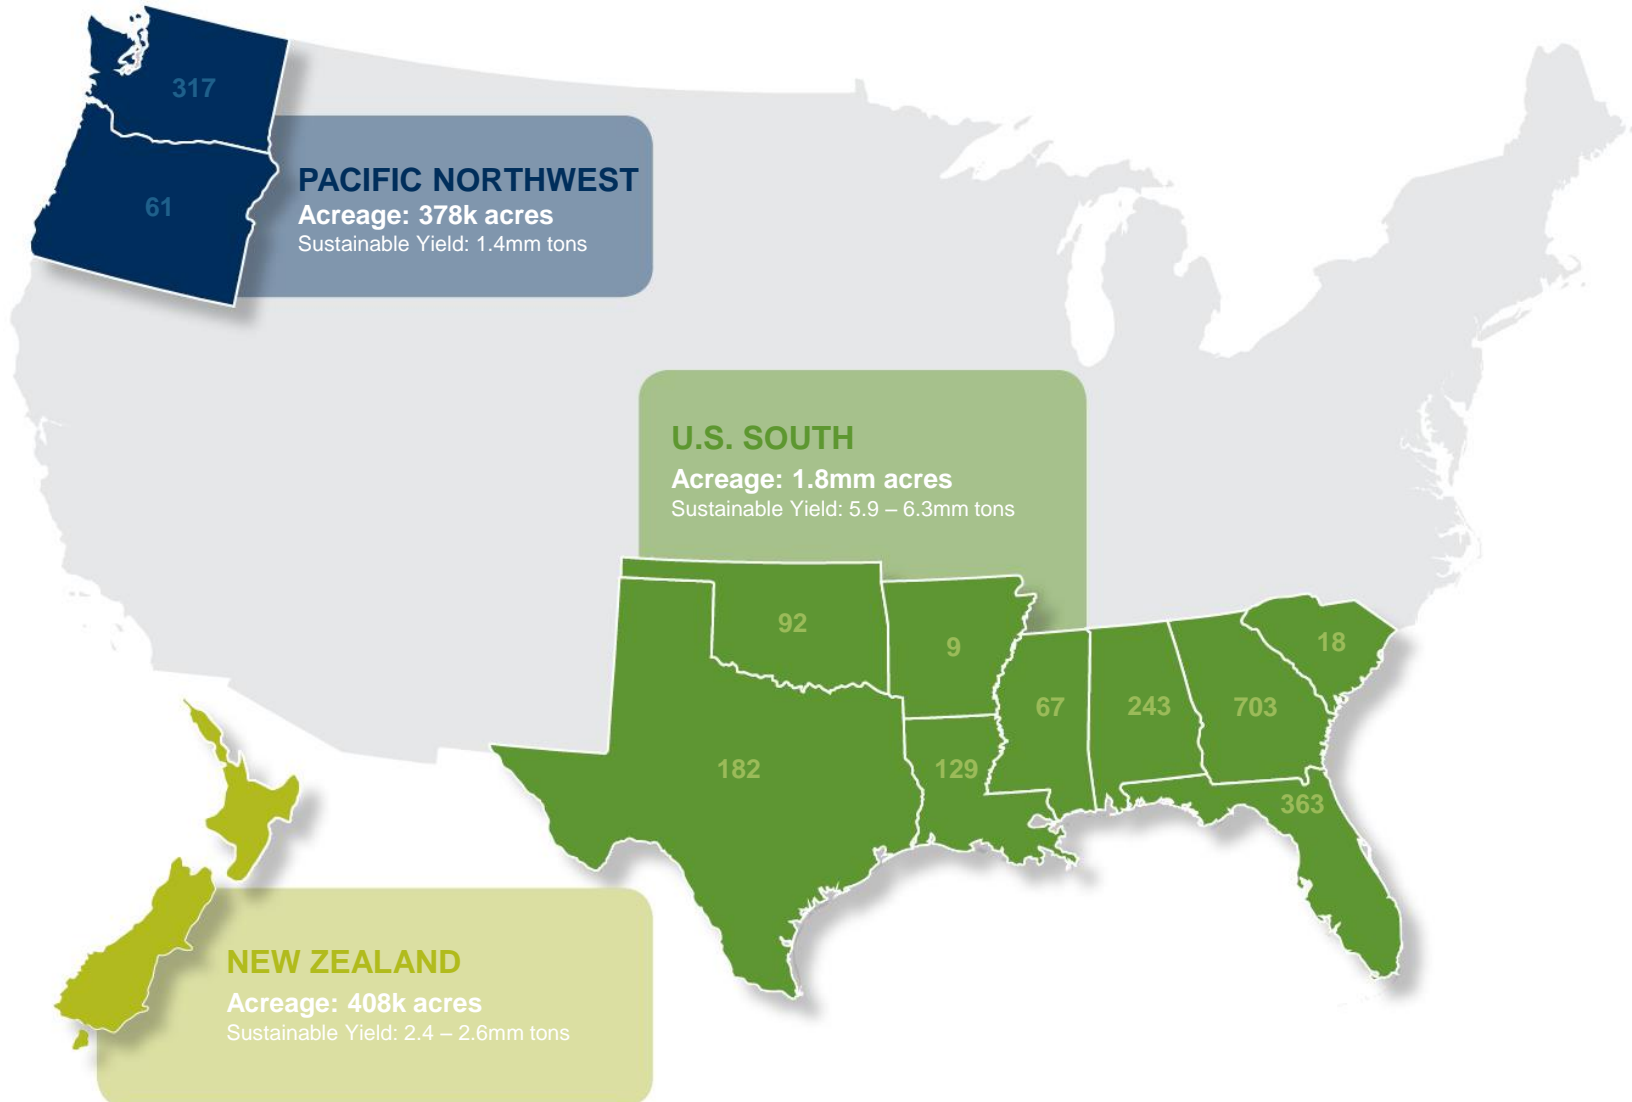 317
61
PACIFIC NORTHWEST
Acreage: 378k acres
Sustainable Yield: 1.4mm tons
U.S. SOUTH
Acreage: 1.8mm acres
Sustainable Yield: 5.9 – 6.3mm tons
92
9
18
67
243
703
182
129
363
NEW ZEALAND
Acreage: 408k acres
Sustainable Yield: 2.4 – 2.6mm tons